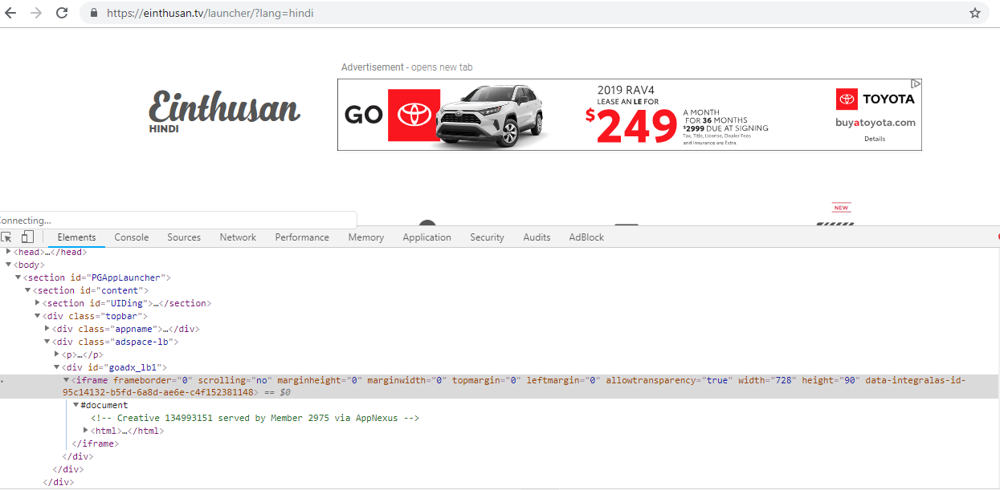 https://einthusan.tv/launcher/?lang=hindi
Advertisement - opens new tab
Einthusan
HINDI
GO
2019 RAV4
LEASE AN LE FOR
$249
A MONTH
FOR 36 MONTHS
$2999 DUE AT SIGNING
Tax, Title, License, Dealer Fees
and Insurance are Extra.
TOYOTA
buyatoyota.com
Details
NEW
onnecting...
Elements Console Sources Network Performance Memory Application Security Audits AdBlock
<head>…</head>
<body>
<section id="PGAppLauncher">
<section id="content">
<section id="UIDing">…</section>
<div class="topbar">
<div class="appname">…</div>
<div class="adspace-lb">
<p>…</p>
<div id="goadx_lb1">
<iframe frameborder="0" scrolling="no" marginheight="0" marginwidth="0" topmargin="0" leftmargin="0" allowtransparency="true" width="728" height="90" data-integralas-id-
95c14132-b5fd-6a8d-ae6e-c4f152381148> == $0
#document
<!-- Creative 134993151 served by Member 2975 via AppNexus -->
<html>…</html>
</iframe>
</div>
</div>
</div>